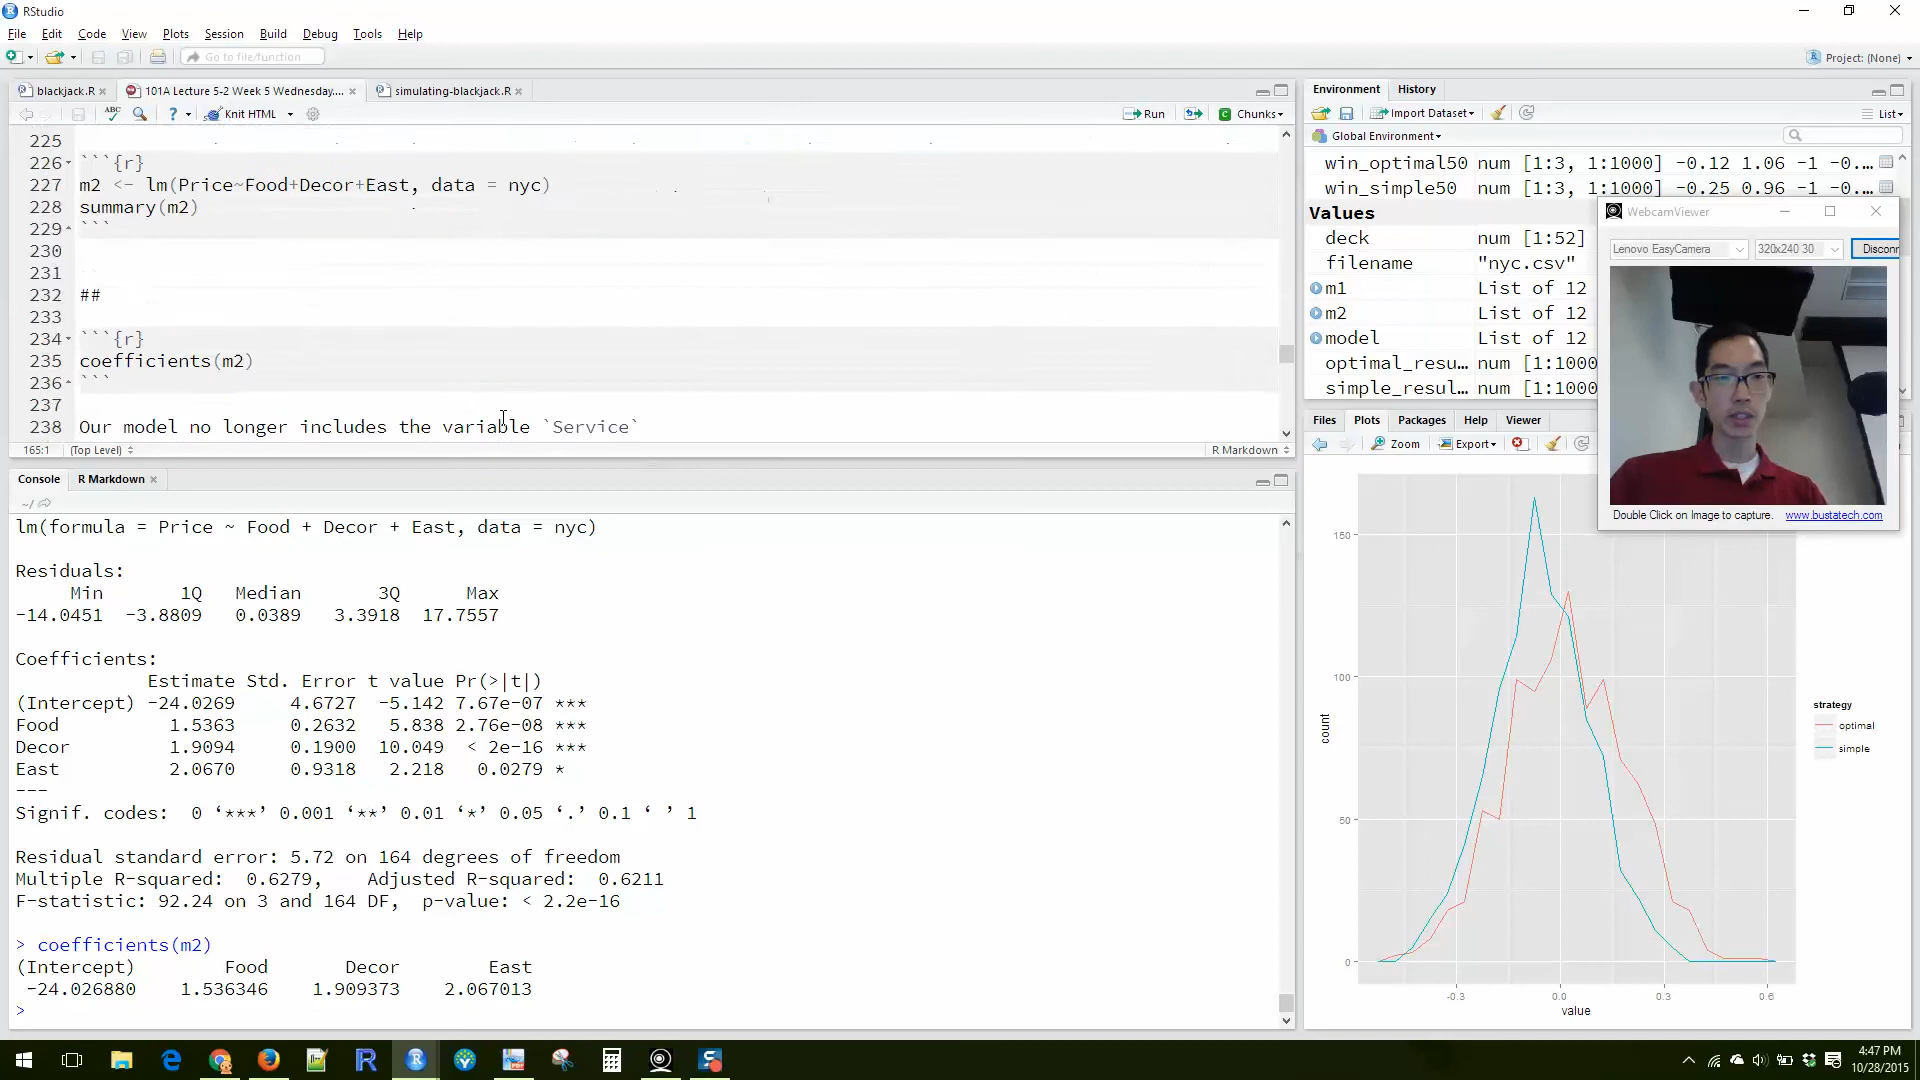 RStudio
File Edit Code View Plots Session Build Debug Tools Help
Go to file/function
Project: (None)
blackjack.R
101A Lecture 5-2 Week 5 Wednesday....
simulating-blackjack.R
ABC
?
Knit HTML
Run
Chunks
225
226 ```{r}
227 m2 <- lm(Price~Food+Decor+East, data = nyc)
228 summary(m2)
229 ```
230
231
232 ##
233
234 ```{r}
235 coefficients(m2)
236 ```
237
238 Our model no longer includes the variable `Service`
165:1 (Top Level) R Markdown
Console R Markdown
~/
lm(formula = Price ~ Food + Decor + East, data = nyc)
Residuals:
Min 1Q Median 3Q Max
-14.0451 -3.8809 0.0389 3.3918 17.7557
Coefficients:
Estimate Std. Error t value Pr(>|t|)
(Intercept) -24.0269 4.6727 -5.142 7.67e-07 ***
Food 1.5363 0.2632 5.838 2.76e-08 ***
Decor 1.9094 0.1900 10.049 < 2e-16 ***
East 2.0670 0.9318 2.218 0.0279 *
---
Signif. codes: 0 ‘***’ 0.001 ‘**’ 0.01 ‘*’ 0.05 ‘.’ 0.1 ‘ ’ 1
Residual standard error: 5.72 on 164 degrees of freedom
Multiple R-squared: 0.6279, Adjusted R-squared: 0.6211
F-statistic: 92.24 on 3 and 164 DF, p-value: < 2.2e-16
> coefficients(m2)
(Intercept) Food Decor East
-24.026880 1.536346 1.909373 2.067013
>
Environment History
Import Dataset List
Global Environment
win_optimal50 num [1:3, 1:1000] -0.12 1.06 -1 -0....
win_simple50 num [1:3, 1:1000] -0.25 0.96 -1 -0....
Values
deck num [1:52]
filename "nyc.csv"
m1 List of 12
m2 List of 12
model List of 12
optimal_resu... num [1:1000
simple_resul... num [1:1000
WebcamViewer
Lenovo EasyCamera 320x240 30 Disconn
Double Click on Image to capture. www.bustatech.com
Files Plots Packages Help Viewer
Zoom Export
150
100
50
0
count
-0.3 0.0 0.3 0.6
value
strategy
optimal
simple
4:47 PM
10/28/2015